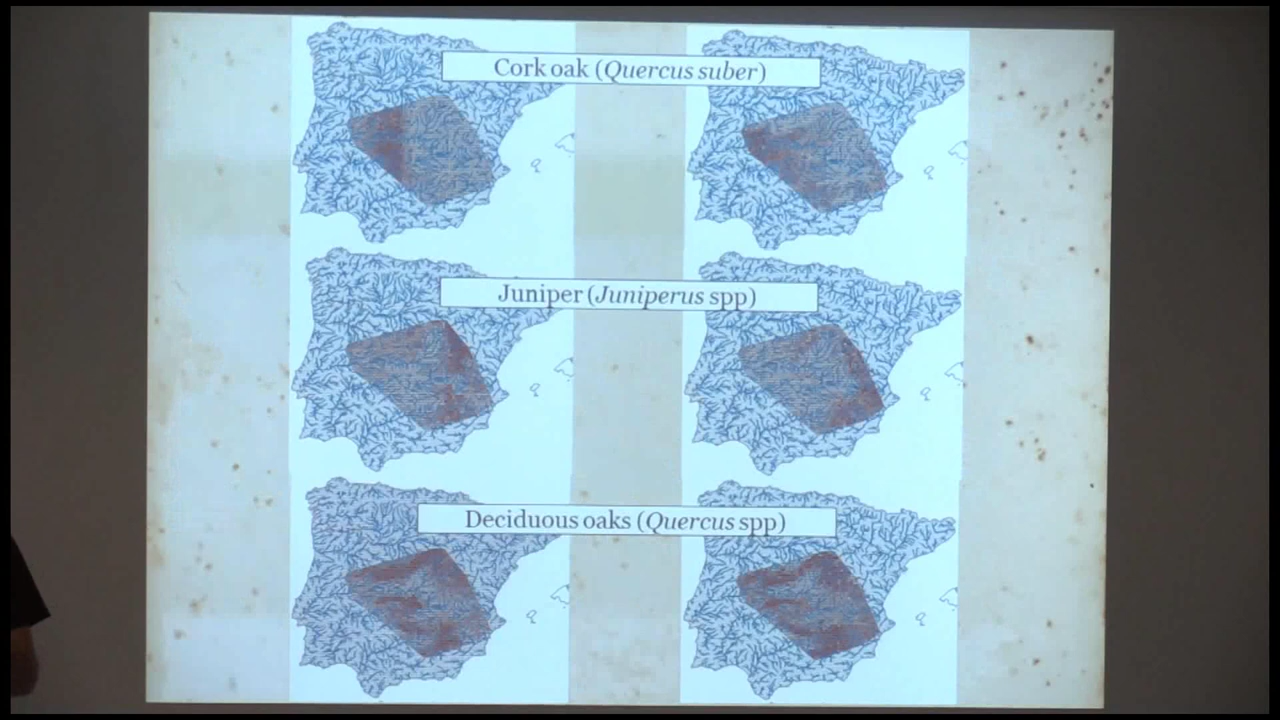 Cork oak (Quercus suber)
Juniper (Juniperus spp)
Deciduous oaks (Quercus spp)